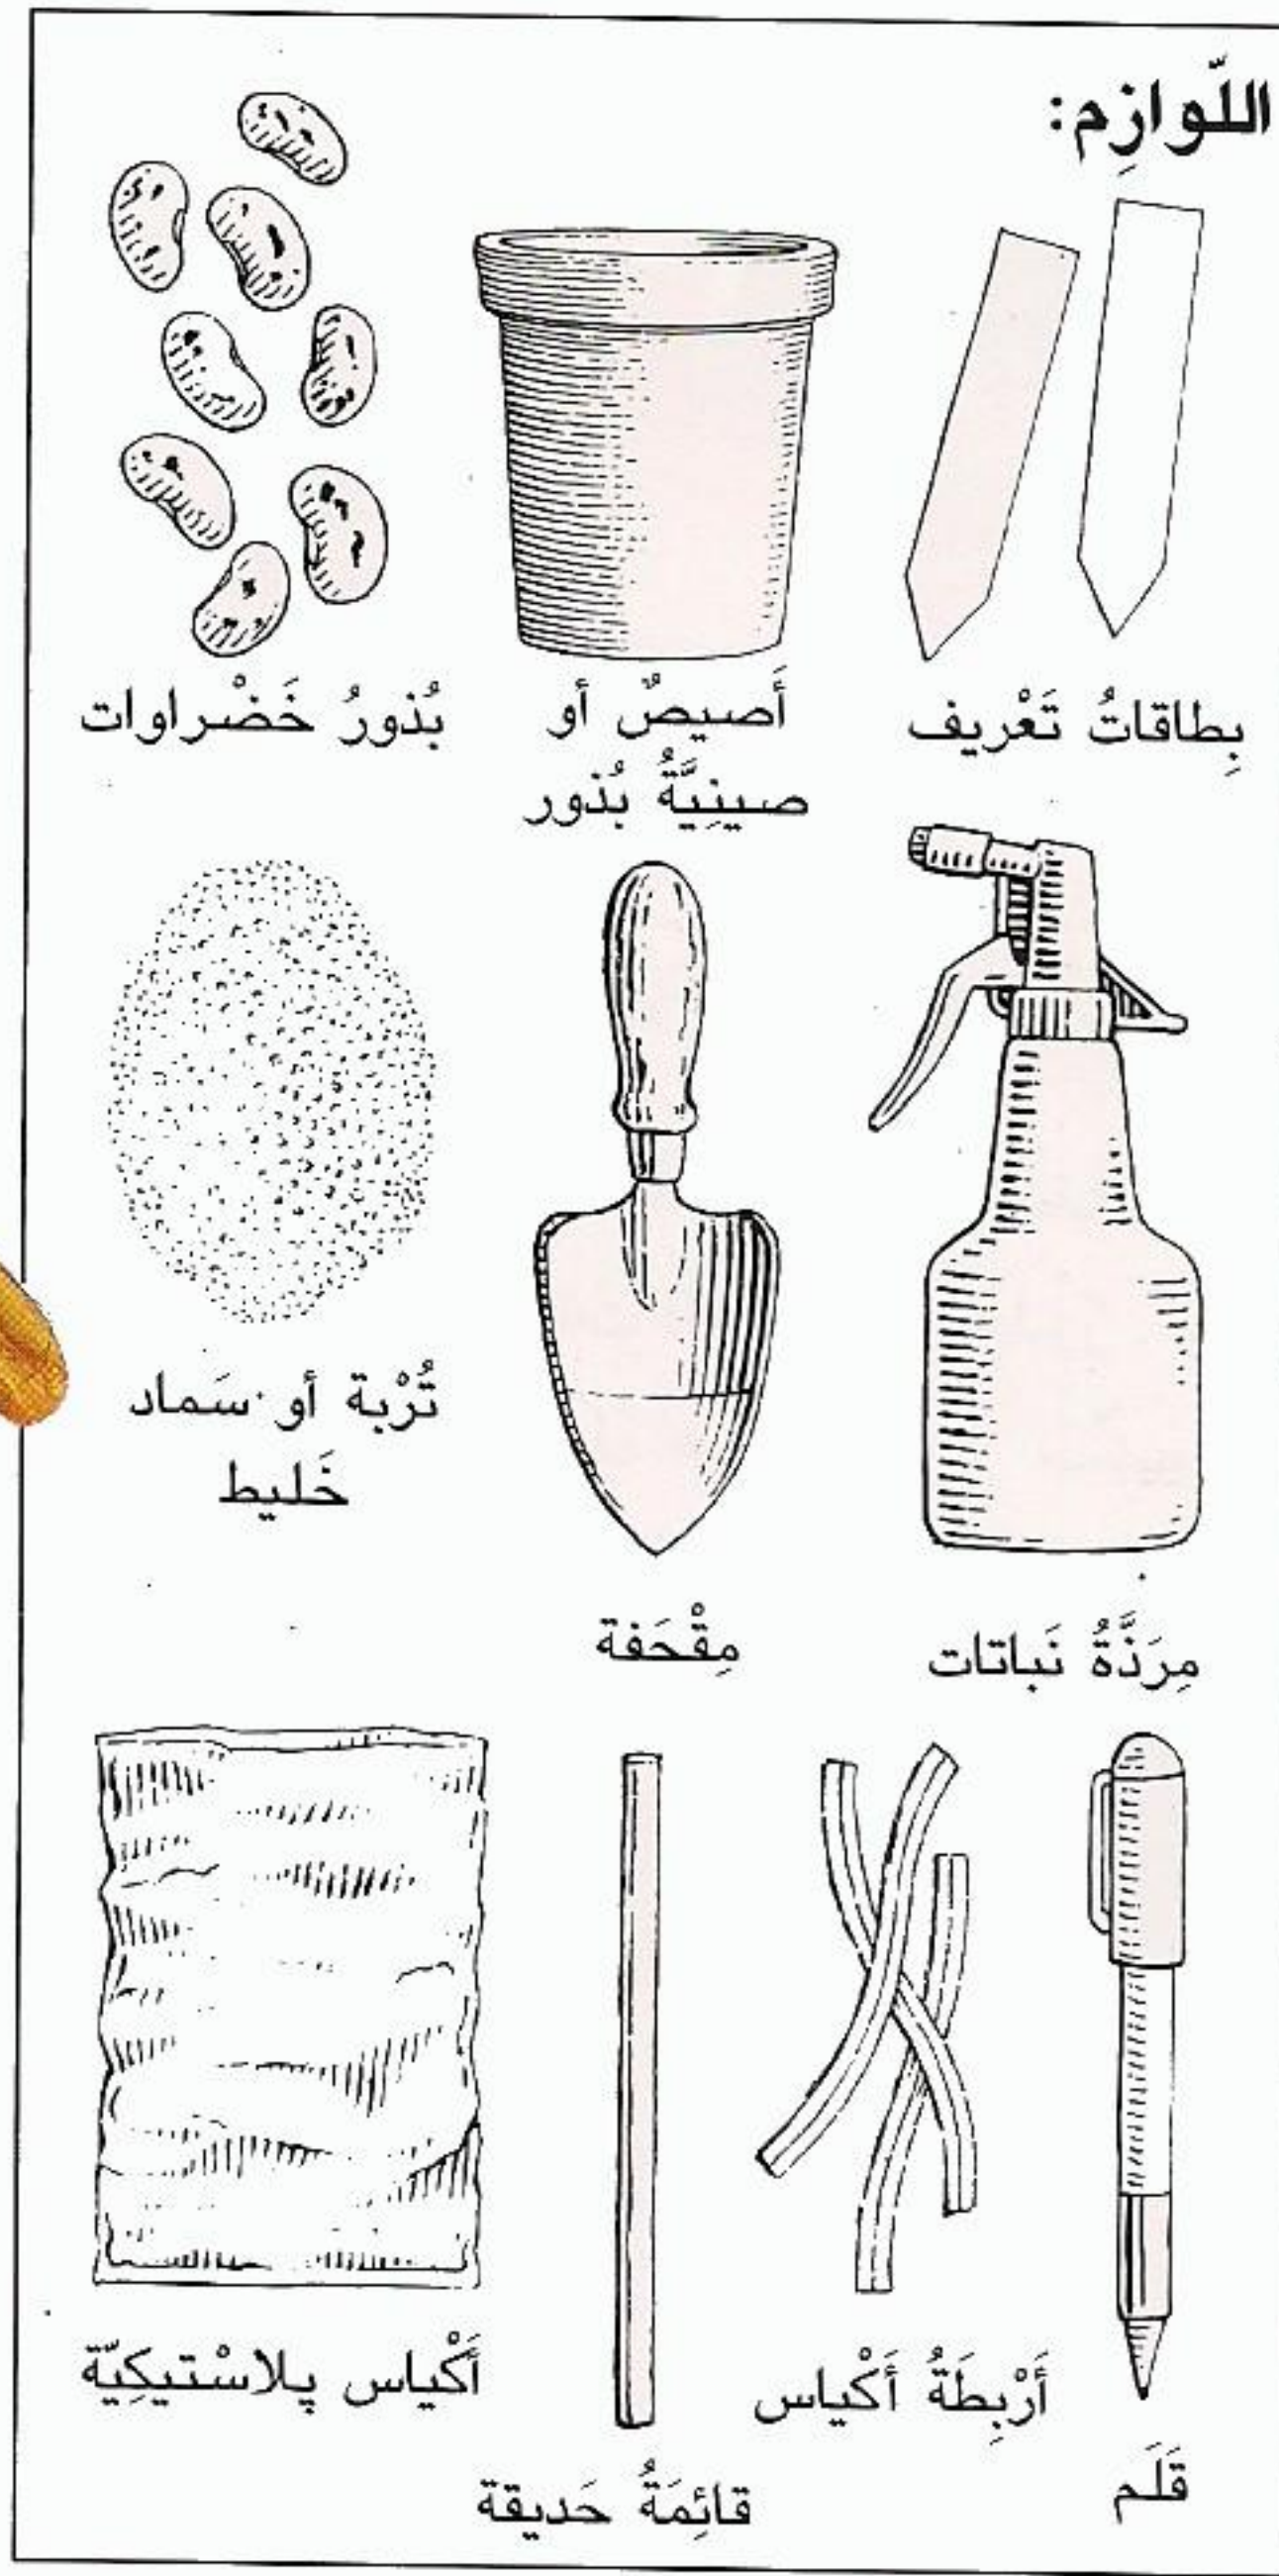 اللَّوازِم:
بِطاقاتُ تَعْريف
أَصيصٌ أو
صينِيَّةُ بُذور
بُذورُ خَضْراوات
مِرَذَّةُ نَباتات
مِقْحَفة
تُرْبة أو سَماد
خَليط
قَلَم
أَرْبِطَةُ أَكْياس
قائِمَةُ حَديقة
أَكْياس پلاسْتيكِيّة